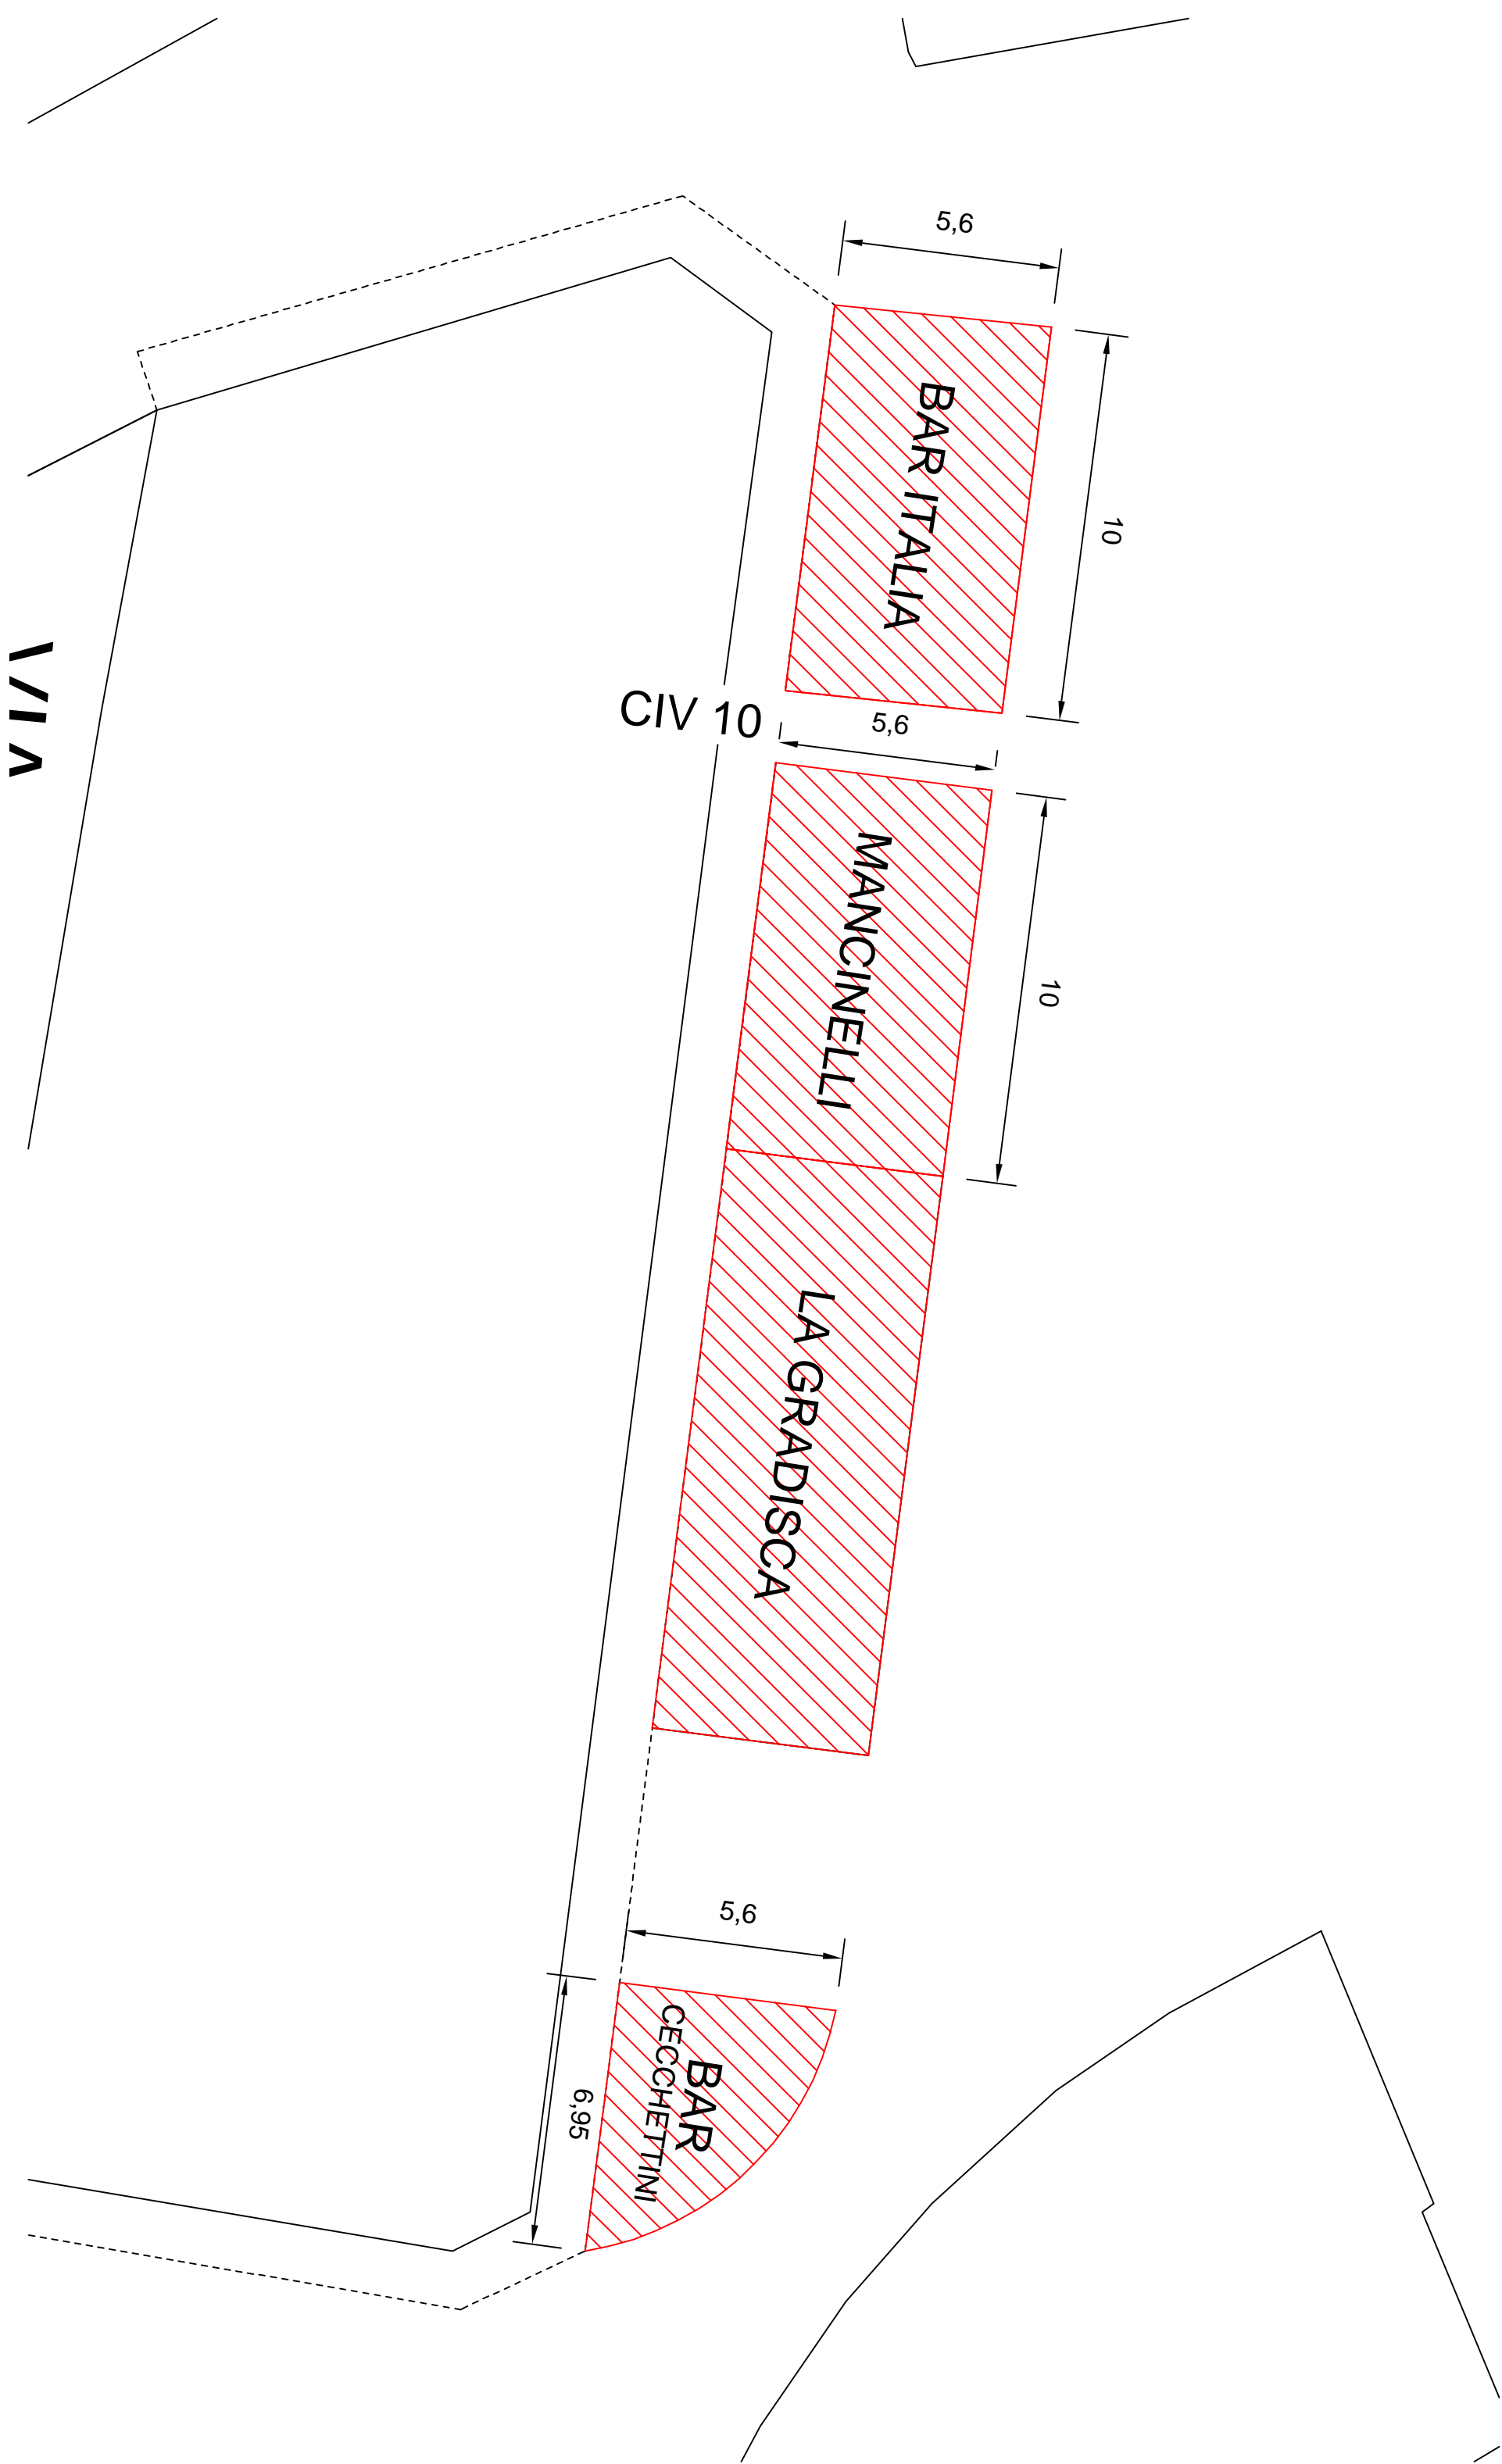 5,6
BAR ITALIA
10
CIV 10
5,6
MANCINELLI
10
LA GRADISCA
5,6
BAR
CECCHETTINI
6,95